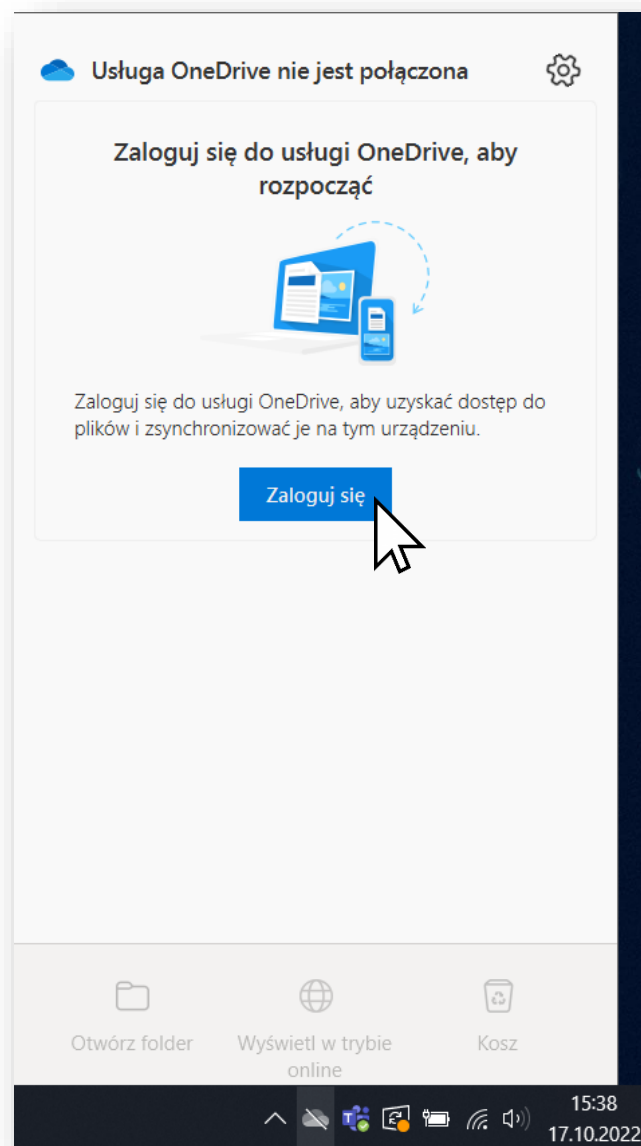 Usługa OneDrive nie jest połączona
Zaloguj się do usługi OneDrive, aby
rozpocząć
Zaloguj się do usługi OneDrive, aby uzyskać dostęp do
plików i zsynchronizować je na tym urządzeniu.
Zaloguj się
Otwórz folder
Wyświetl w trybie
online
Kosz
15:38
17.10.2022